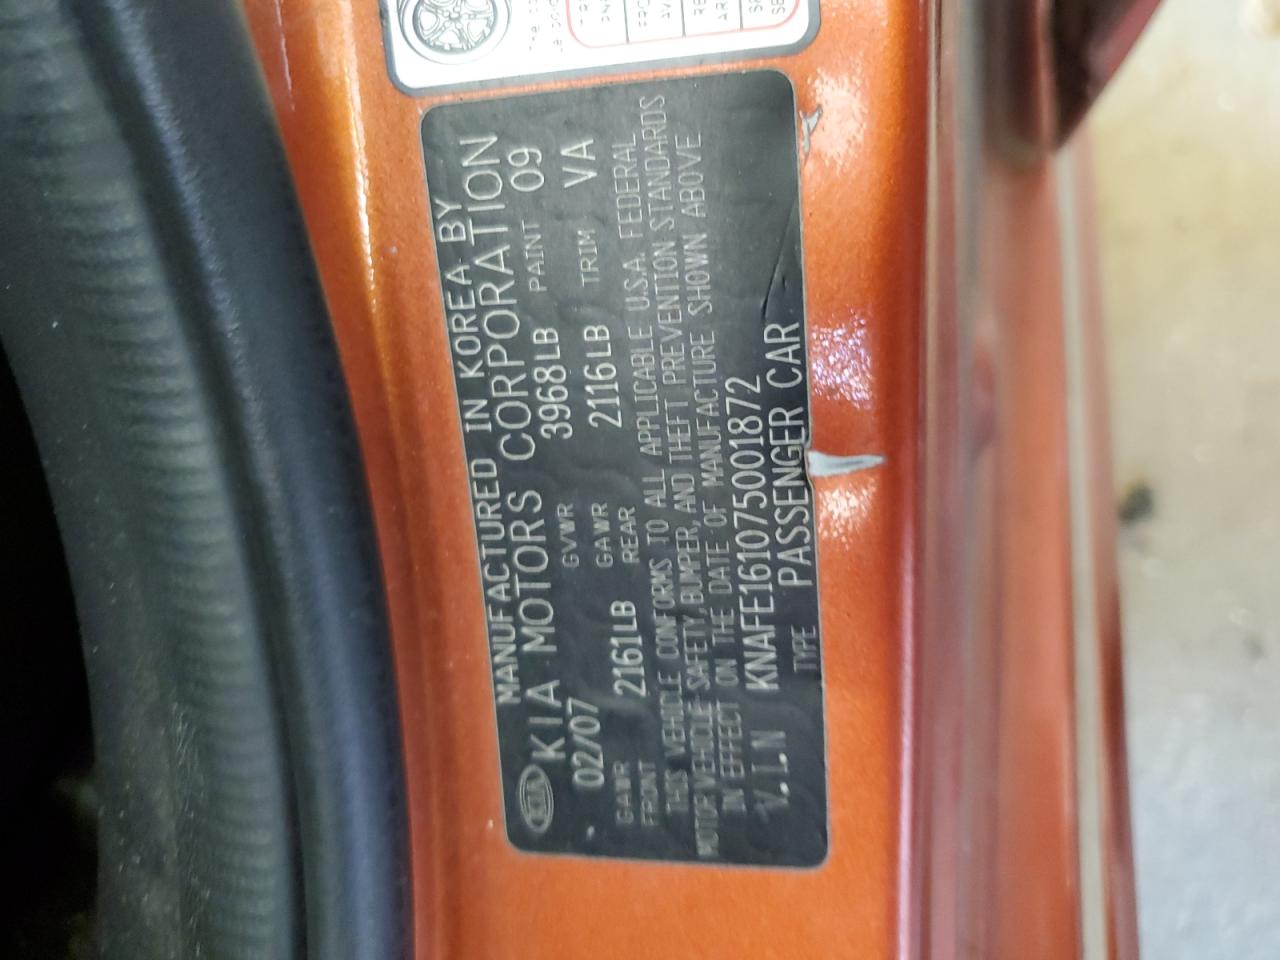 MANUFACTURED IN KOREA BY
KIA KIA MOTORS CORPORATION
02/07 GVWR 3968LB PAINT 09
GAWR FRONT 2161LB GAWR REAR 2116LB TRIM VA
THIS VEHICLE CONFORMS TO ALL APPLICABLE U.S.A. FEDERAL
MOTOR VEHICLE SAFETY, BUMPER, AND THEFT PREVENTION STANDARDS
IN EFFECT ON THE DATE OF MANUFACTURE SHOWN ABOVE
V.I.N KNAFE161075001872
TYPE PASSENGER CAR